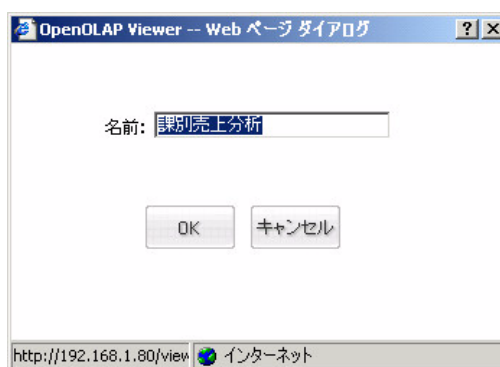 OpenOLAP Viewer -- Web ページ ダイアログ
名前: 課別売上分析
OK キャンセル
http://192.168.1.80/view インターネット